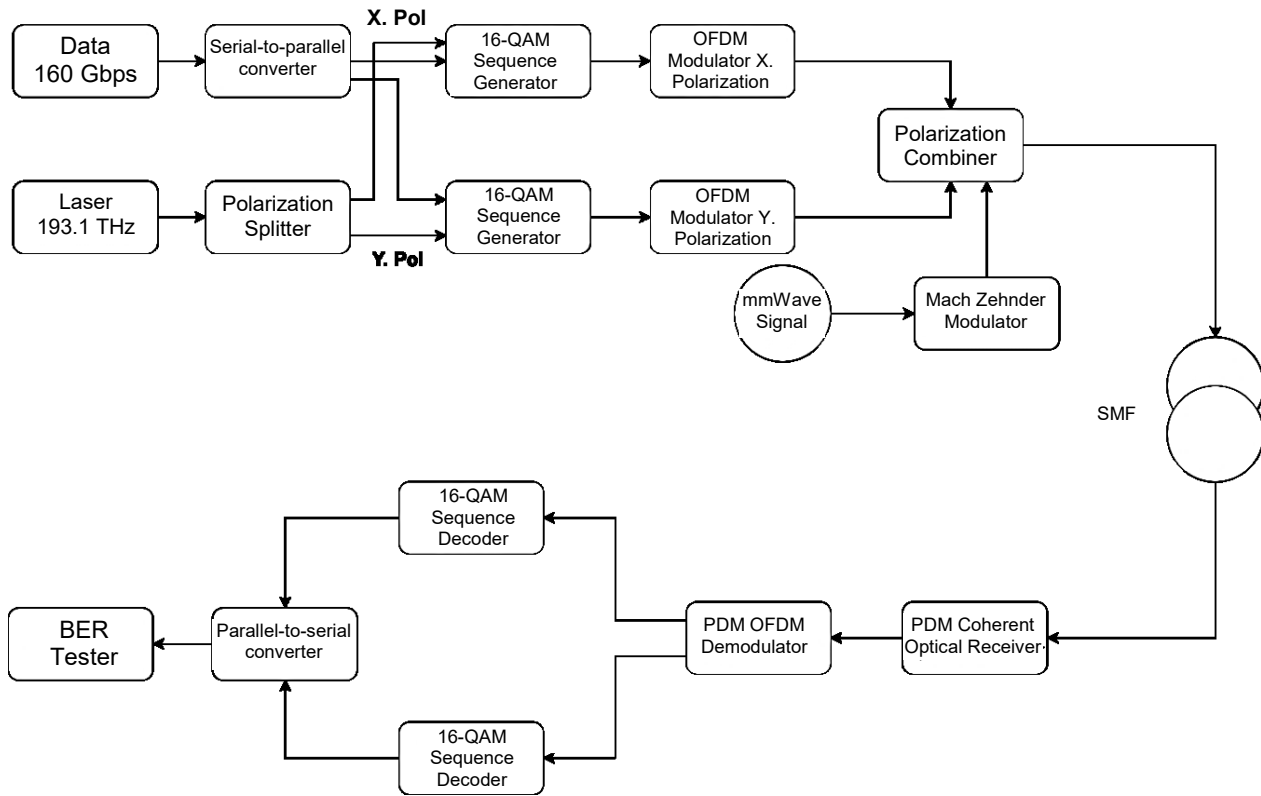 X. Pol
Data
160 Gbps
Serial-to-parallel
converter
16-QAM
Sequence
Generator
OFDM
Modulator X.
Polarization
Polarization
Combiner
Laser
193.1 THz
Polarization
Splitter
Y. Pol
16-QAM
Sequence
Generator
OFDM
Modulator Y.
Polarization
mmWave
Signal
Mach Zehnder
Modulator
SMF
16-QAM
Sequence
Decoder
BER
Tester
Parallel-to-serial
converter
PDM OFDM
Demodulator
PDM Coherent
Optical Receiver
16-QAM
Sequence
Decoder